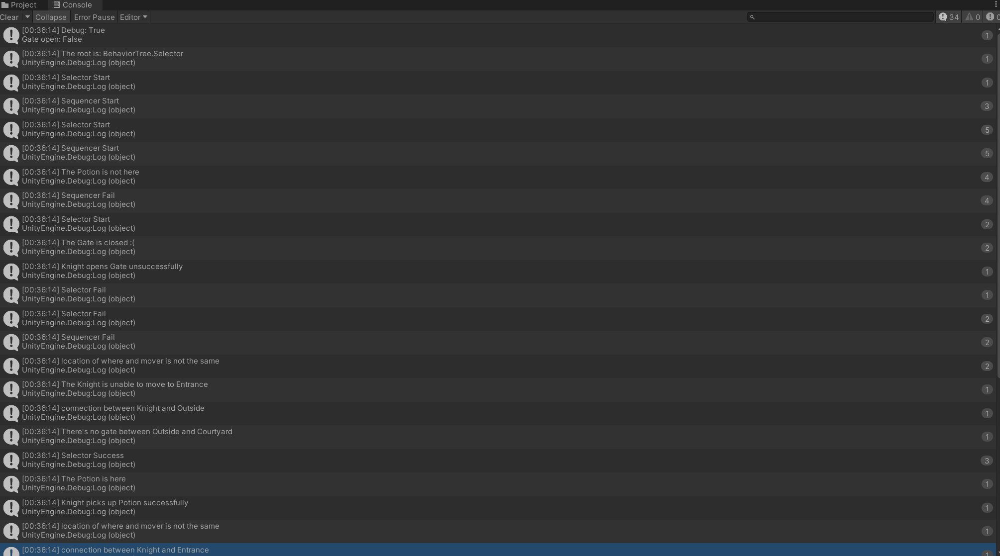 Project Console
Clear Collapse Error Pause Editor 34 0
[00:36:14] Debug: True
Gate open: False 1
[00:36:14] The root is: BehaviorTree.Selector
UnityEngine.Debug:Log (object) 1
[00:36:14] Selector Start
UnityEngine.Debug:Log (object) 1
[00:36:14] Sequencer Start
UnityEngine.Debug:Log (object) 3
[00:36:14] Selector Start
UnityEngine.Debug:Log (object) 5
[00:36:14] Sequencer Start
UnityEngine.Debug:Log (object) 5
[00:36:14] The Potion is not here
UnityEngine.Debug:Log (object) 4
[00:36:14] Sequencer Fail
UnityEngine.Debug:Log (object) 4
[00:36:14] Selector Start
UnityEngine.Debug:Log (object) 2
[00:36:14] The Gate is closed :(
UnityEngine.Debug:Log (object) 2
[00:36:14] Knight opens Gate unsuccessfully
UnityEngine.Debug:Log (object) 1
[00:36:14] Selector Fail
UnityEngine.Debug:Log (object) 1
[00:36:14] Selector Fail
UnityEngine.Debug:Log (object) 2
[00:36:14] Sequencer Fail
UnityEngine.Debug:Log (object) 2
[00:36:14] location of where and mover is not the same
UnityEngine.Debug:Log (object) 2
[00:36:14] The Knight is unable to move to Entrance
UnityEngine.Debug:Log (object) 1
[00:36:14] connection between Knight and Outside
UnityEngine.Debug:Log (object) 1
[00:36:14] There's no gate between Outside and Courtyard
UnityEngine.Debug:Log (object) 1
[00:36:14] Selector Success
UnityEngine.Debug:Log (object) 3
[00:36:14] The Potion is here
UnityEngine.Debug:Log (object) 1
[00:36:14] Knight picks up Potion successfully
UnityEngine.Debug:Log (object) 1
[00:36:14] location of where and mover is not the same
UnityEngine.Debug:Log (object) 1
[00:36:14] connection between Knight and Entrance